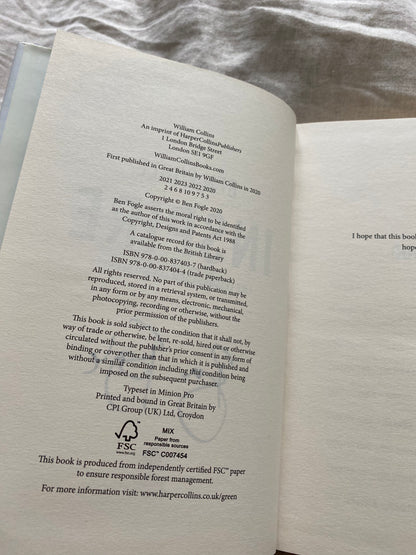 William Collins
An imprint of HarperCollinsPublishers
1 London Bridge Street
London SE1 9GF
WilliamCollinsBooks.com
First published in Great Britain by William Collins in 2020
2021 2023 2022 2020
2 4 6 8 10 9 7 5 3
Copyright © Ben Fogle 2020
Ben Fogle asserts the moral right to be identified
as the author of this work in accordance with the
Copyright, Designs and Patents Act 1988
A catalogue record for this book is
available from the British Library
ISBN 978-0-00-837403-7 (hardback)
ISBN 978-0-00-837404-4 (trade paperback)
All rights reserved. No part of this publication may be
reproduced, stored in a retrieval system, or transmitted,
in any form or by any means, electronic, mechanical,
photocopying, recording or otherwise, without the
prior permission of the publishers.
This book is sold subject to the condition that it shall not, by
way of trade or otherwise, be lent, re-sold, hired out or otherwise
circulated without the publisher's prior consent in any form of
binding or cover other than that in which it is published and
without a similar condition including this condition being
imposed on the subsequent purchaser.
Typeset in Minion Pro
Printed and bound in Great Britain by
CPI Group (UK) Ltd, Croydon
FSC
www.fsc.org
MIX
Paper from
responsible sources
FSC™ C007454
This book is produced from independently certified FSC™ paper
to ensure responsible forest management.
For more information visit: www.harpercollins.co.uk/green
I hope that this book
hope